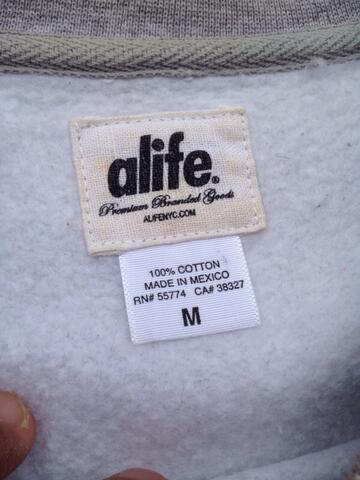 alife®
Premium Branded Goods
ALIFENYC.COM
100% COTTON
MADE IN MEXICO
RN# 55774 CA# 38327
M